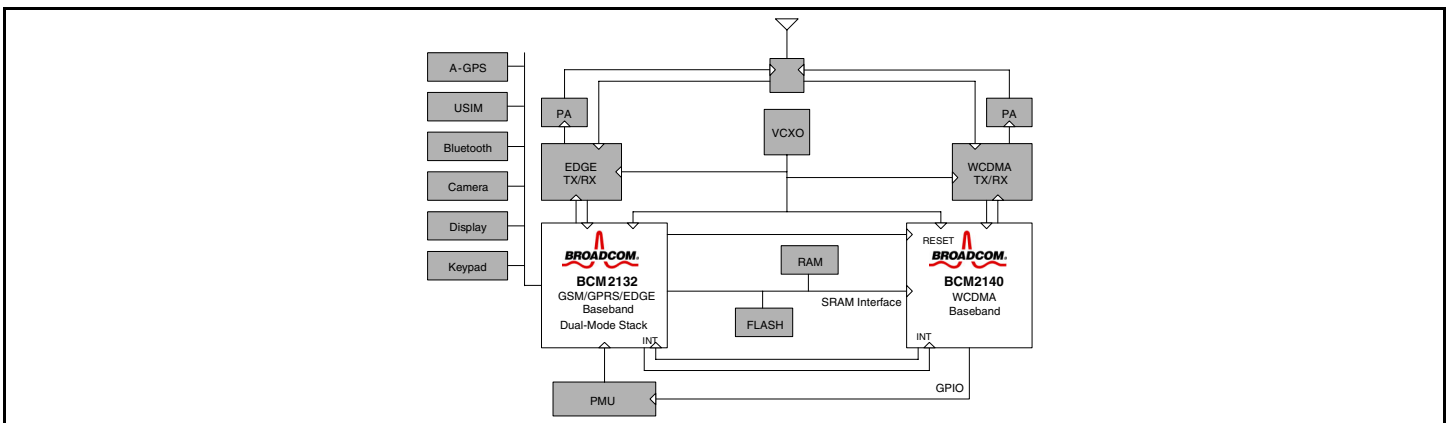 A-GPS
USIM
Bluetooth
Camera
Display
Keypad
PA
PA
VCXO
EDGE
TX/RX
WCDMA
TX/RX
BROADCOM.
BCM2132
GSM/GPRS/EDGE
Baseband
Dual-Mode Stack
INT
RAM
FLASH
SRAM Interface
RESET
BROADCOM.
BCM2140
WCDMA
Baseband
INT
GPIO
PMU